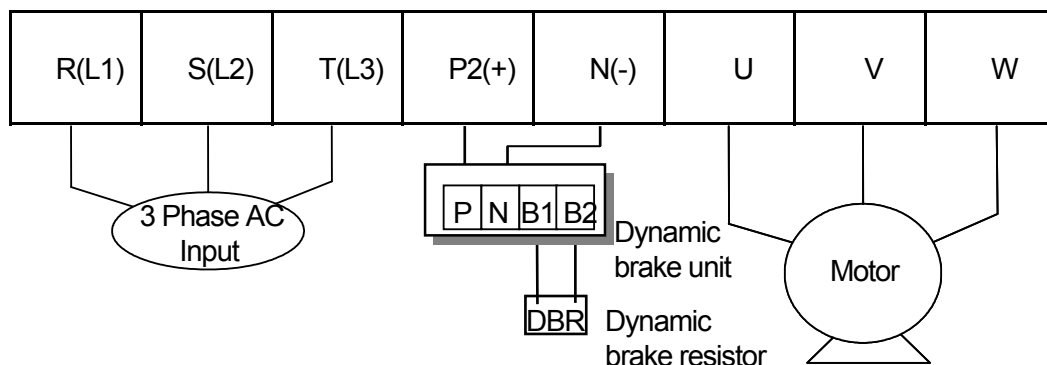 R(L1) S(L2) T(L3) P2(+) N(-) U V W
3 Phase AC
Input
P N B1 B2
Dynamic
brake unit
Motor
DBR
Dynamic
brake resistor